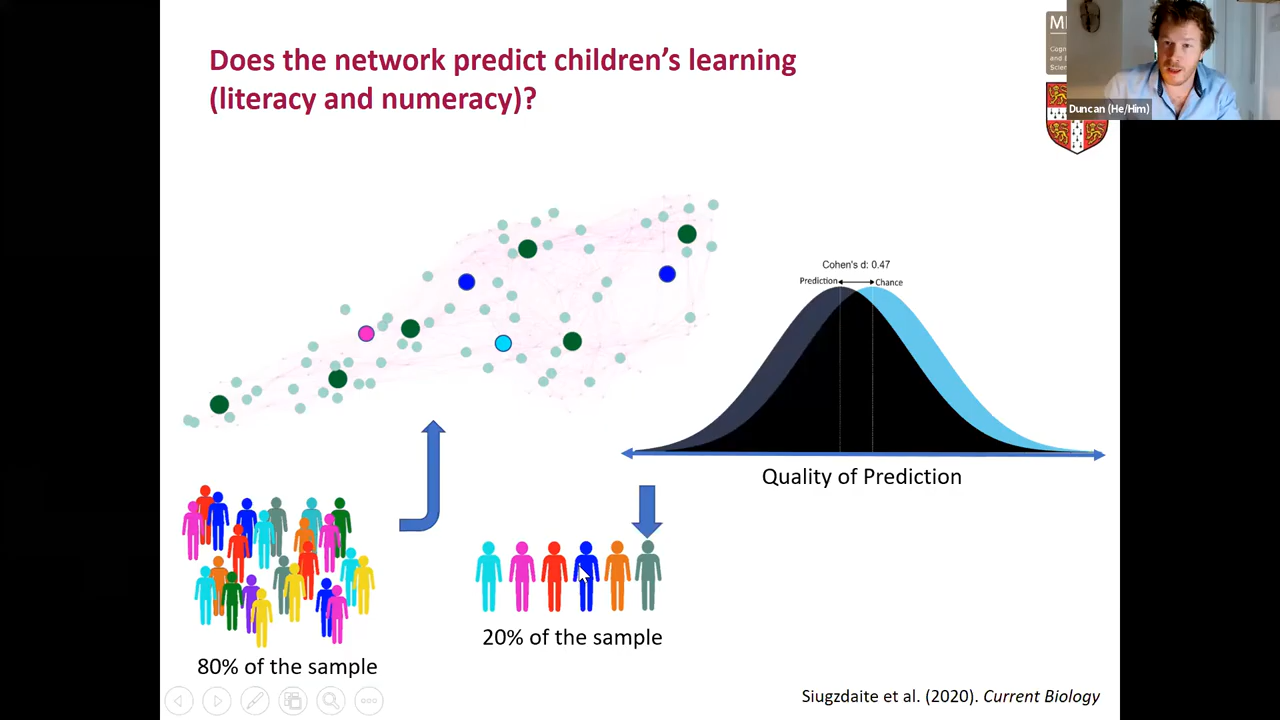 Does the network predict children's learning
(literacy and numeracy)?
Duncan (He/Him)
Cohen's d: 0.47
Prediction
Chance
Quality of Prediction
20% of the sample
80% of the sample
Siugzdaite et al. (2020). Current Biology